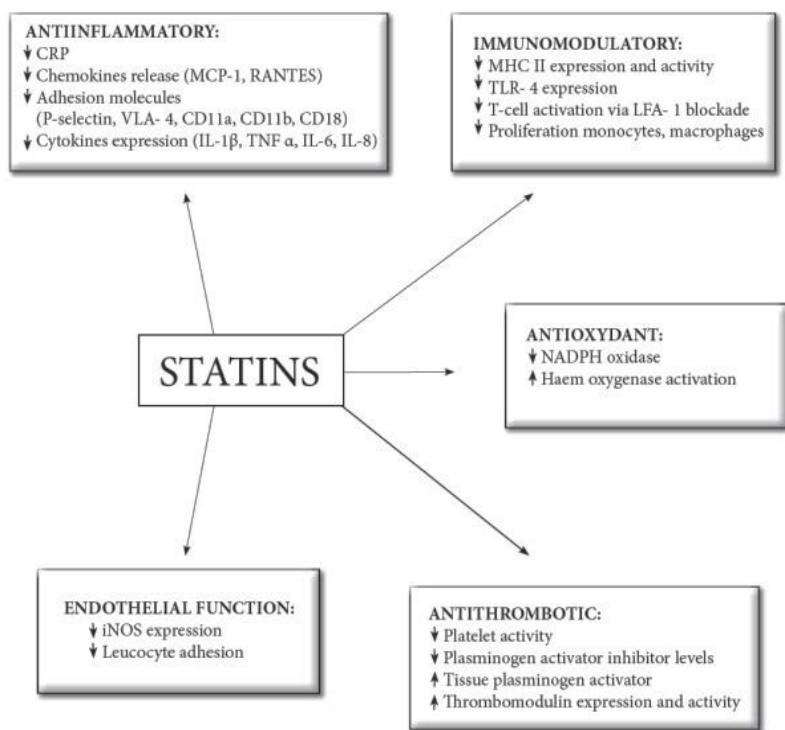 ANTIINFLAMMATORY:
↓ CRP
↓ Chemokines release (MCP-1, RANTES)
↓ Adhesion molecules
(P-selectin, VLA- 4, CD11a, CD11b, CD18)
↓ Cytokines expression (IL-1β, TNF α, IL-6, IL-8)
IMMUNOMODULATORY:
↓ MHC II expression and activity
↓ TLR- 4 expression
↓ T-cell activation via LFA- 1 blockade
↓ Proliferation monocytes, macrophages
STATINS
ANTIOXYDANT:
↓ NADPH oxidase
↑ Haem oxygenase activation
ENDOTHELIAL FUNCTION:
↓ iNOS expression
↓ Leucocyte adhesion
ANTITHROMBOTIC:
↓ Platelet activity
↓ Plasminogen activator inhibitor levels
↑ Tissue plasminogen activator
↑ Thrombomodulin expression and activity